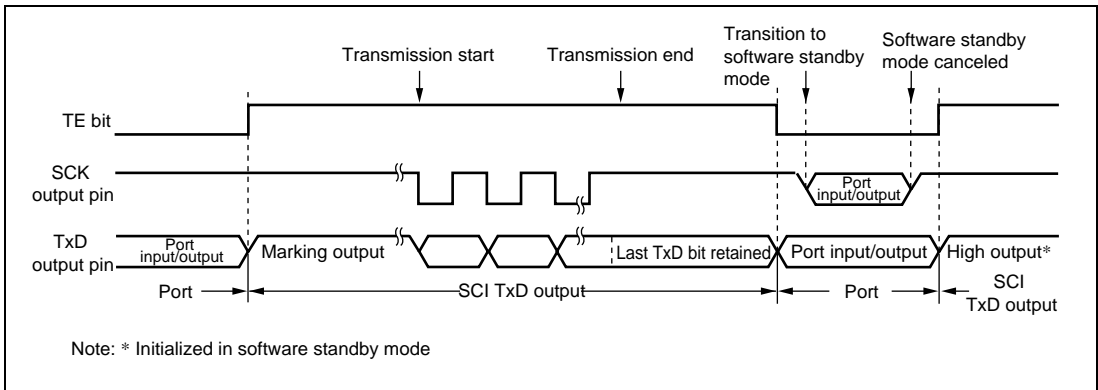 Transmission start
Transmission end
Transition to
software standby
mode
Software standby
mode canceled
TE bit
SCK
output pin
Port
input/output
TxD
output pin
Port
input/output
Marking output
Last TxD bit retained
Port input/output
High output*
Port
SCI TxD output
Port
SCI
TxD output
Note: * Initialized in software standby mode